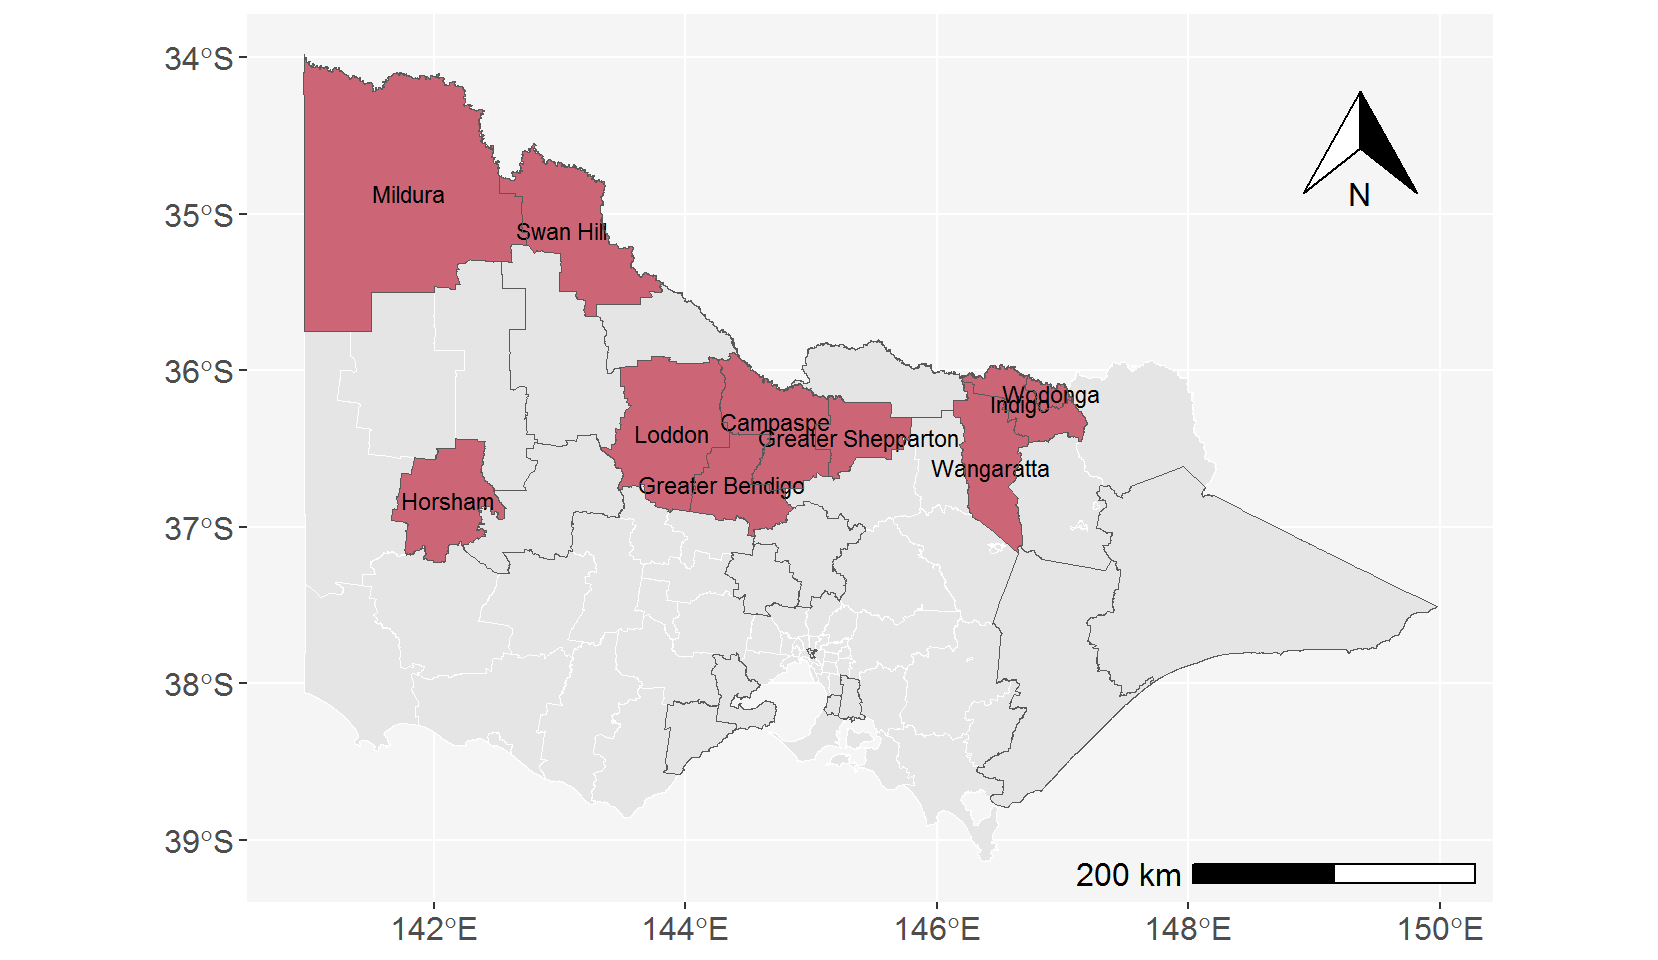 34°S
35°S
36°S
37°S
38°S
39°S
Mildura
Swan Hill
Wodonga
Indigo
Campaspe
Loddon
Greater Shepparton
Wangaratta
Greater Bendigo
Horsham
N
200 km
142°E
144°E
146°E
148°E
150°E